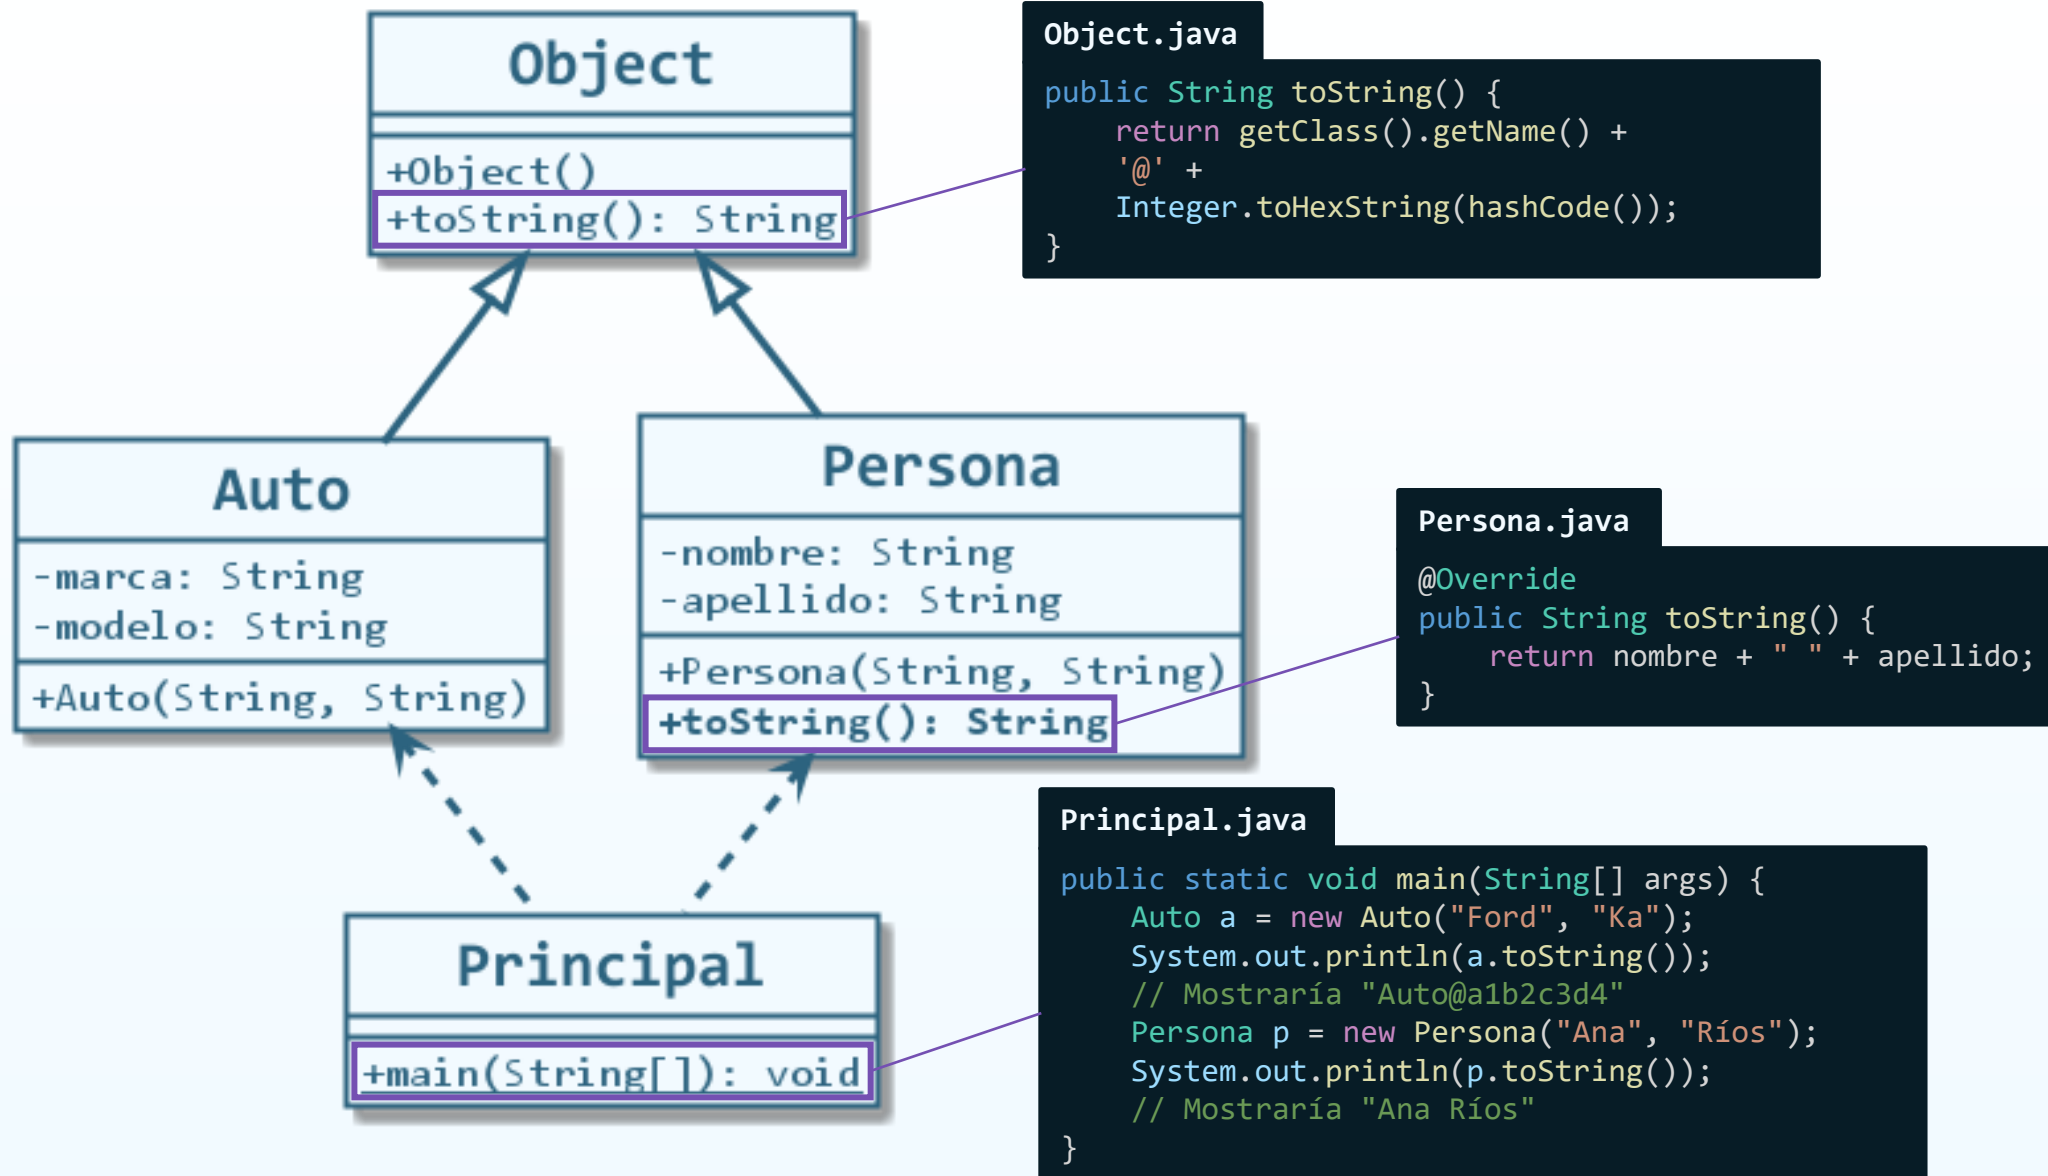 Object
+Object()
+toString(): String
Object.java
public String toString() {
    return getClass().getName() +
    '@' +
    Integer.toHexString(hashCode());
}
Auto
-marca: String
-modelo: String
+Auto(String, String)
Persona
-nombre: String
-apellido: String
+Persona(String, String)
+toString(): String
Persona.java
@Override
public String toString() {
    return nombre + " " + apellido;
}
Principal
+main(String[]): void
Principal.java
public static void main(String[] args) {
    Auto a = new Auto("Ford", "Ka");
    System.out.println(a.toString());
    // Mostraría "Auto@a1b2c3d4"
    Persona p = new Persona("Ana", "Ríos");
    System.out.println(p.toString());
    // Mostraría "Ana Ríos"
}